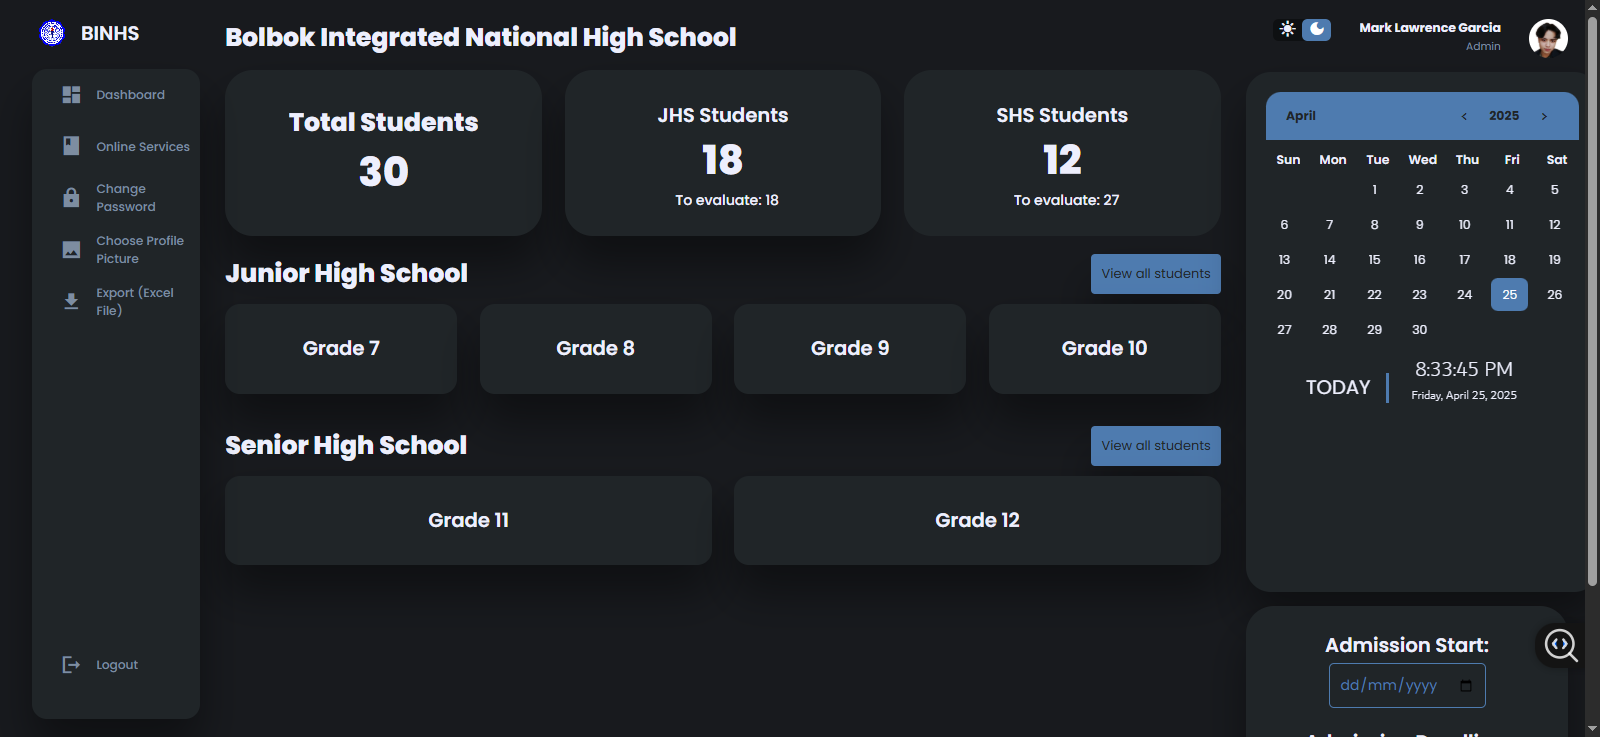 BINHS
Dashboard
Online Services
Change
Password
Choose Profile
Picture
Export (Excel
File)
Logout
Bolbok Integrated National High School
Mark Lawrence Garcia
Admin
Total Students
30
JHS Students
18
To evaluate: 18
SHS Students
12
To evaluate: 27
Junior High School
View all students
Grade 7
Grade 8
Grade 9
Grade 10
Senior High School
View all students
Grade 11
Grade 12
April < 2025 >
Sun Mon Tue Wed Thu Fri Sat
1 2 3 4 5
6 7 8 9 10 11 12
13 14 15 16 17 18 19
20 21 22 23 24 25 26
27 28 29 30
TODAY
8:33:45 PM
Friday, April 25, 2025
Admission Start:
dd/mm/yyyy